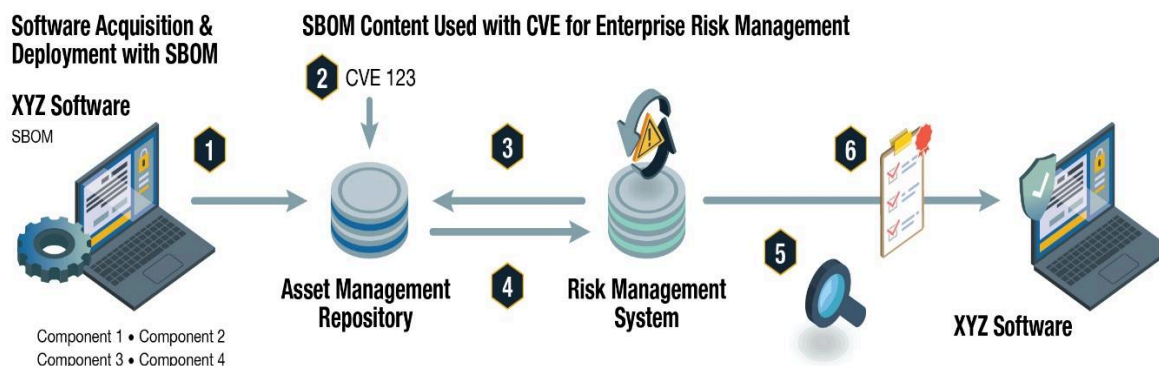 Software Acquisition &
Deployment with SBOM
SBOM Content Used with CVE for Enterprise Risk Management
XYZ Software
SBOM
1
2
CVE 123
3
4
5
6
Asset Management
Repository
Risk Management
System
XYZ Software
Component 1 • Component 2
Component 3 • Component 4